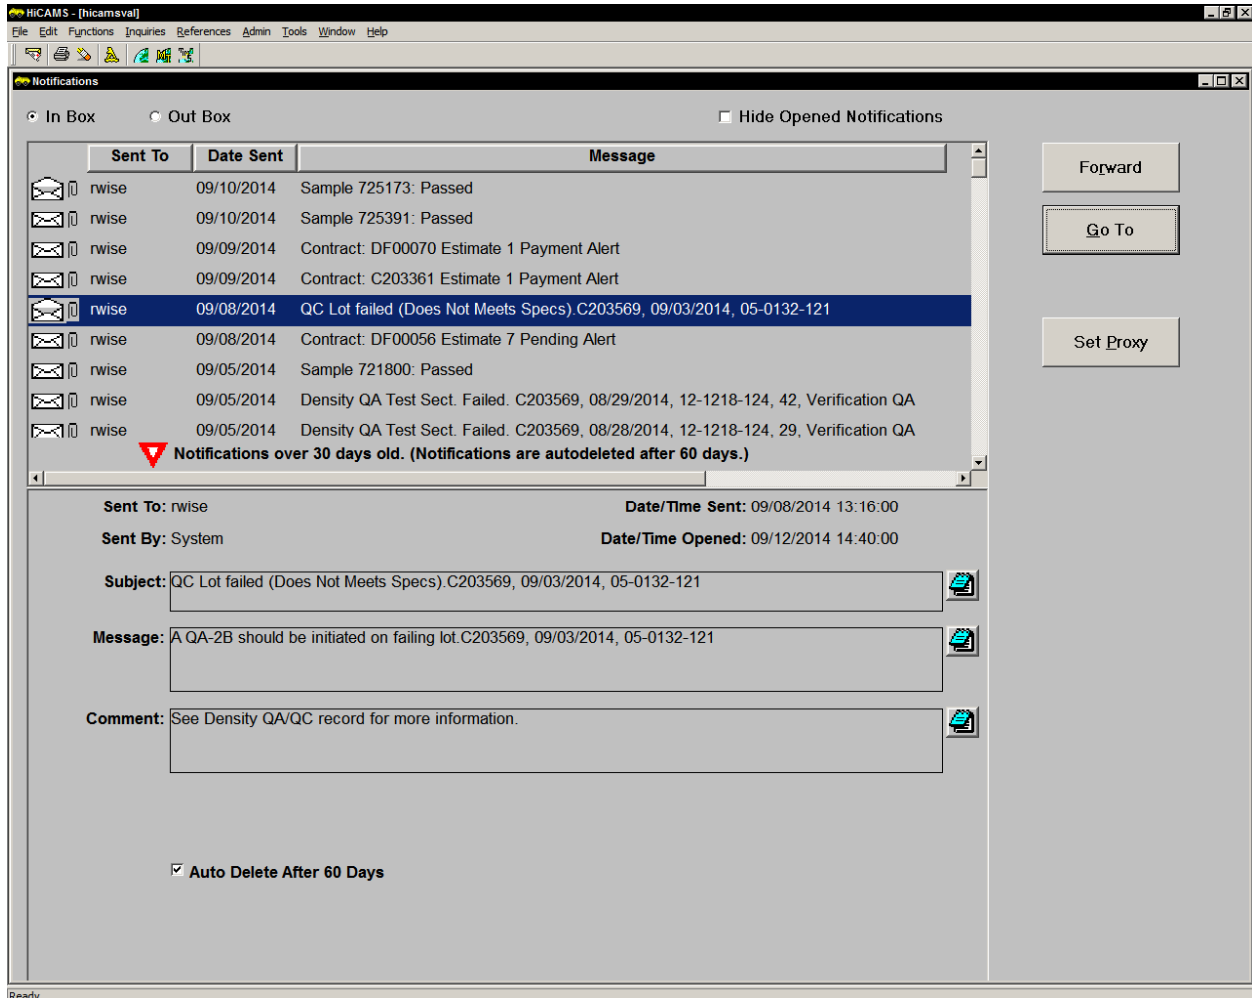 HiCAMS - [hicamsval]
File Edit Functions Inquiries References Admin Tools Window Help
Notifications
In Box Out Box Hide Opened Notifications
Sent To Date Sent Message
rwise 09/10/2014 Sample 725173: Passed
rwise 09/10/2014 Sample 725391: Passed
rwise 09/09/2014 Contract: DF00070 Estimate 1 Payment Alert
rwise 09/09/2014 Contract: C203361 Estimate 1 Payment Alert
rwise 09/08/2014 QC Lot failed (Does Not Meets Specs).C203569, 09/03/2014, 05-0132-121
rwise 09/08/2014 Contract: DF00056 Estimate 7 Pending Alert
rwise 09/05/2014 Sample 721800: Passed
rwise 09/05/2014 Density QA Test Sect. Failed. C203569, 08/29/2014, 12-1218-124, 42, Verification QA
rwise 09/05/2014 Density QA Test Sect. Failed. C203569, 08/28/2014, 12-1218-124, 29, Verification QA
Notifications over 30 days old. (Notifications are autodeleted after 60 days.)
Forward
Go To
Set Proxy
Sent To: rwise Date/Time Sent: 09/08/2014 13:16:00
Sent By: System Date/Time Opened: 09/12/2014 14:40:00
Subject: QC Lot failed (Does Not Meets Specs).C203569, 09/03/2014, 05-0132-121
Message: A QA-2B should be initiated on failing lot.C203569, 09/03/2014, 05-0132-121
Comment: See Density QA/QC record for more information.
Auto Delete After 60 Days
Ready